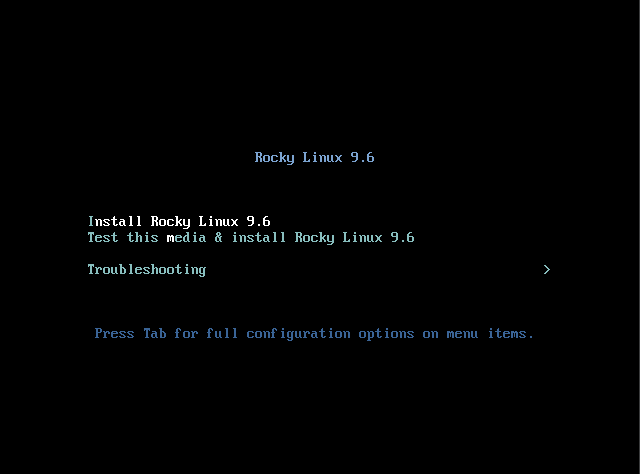 Rocky Linux 9.6
Install Rocky Linux 9.6
Test this media & install Rocky Linux 9.6
Troubleshooting >
Press Tab for full configuration options on menu items.